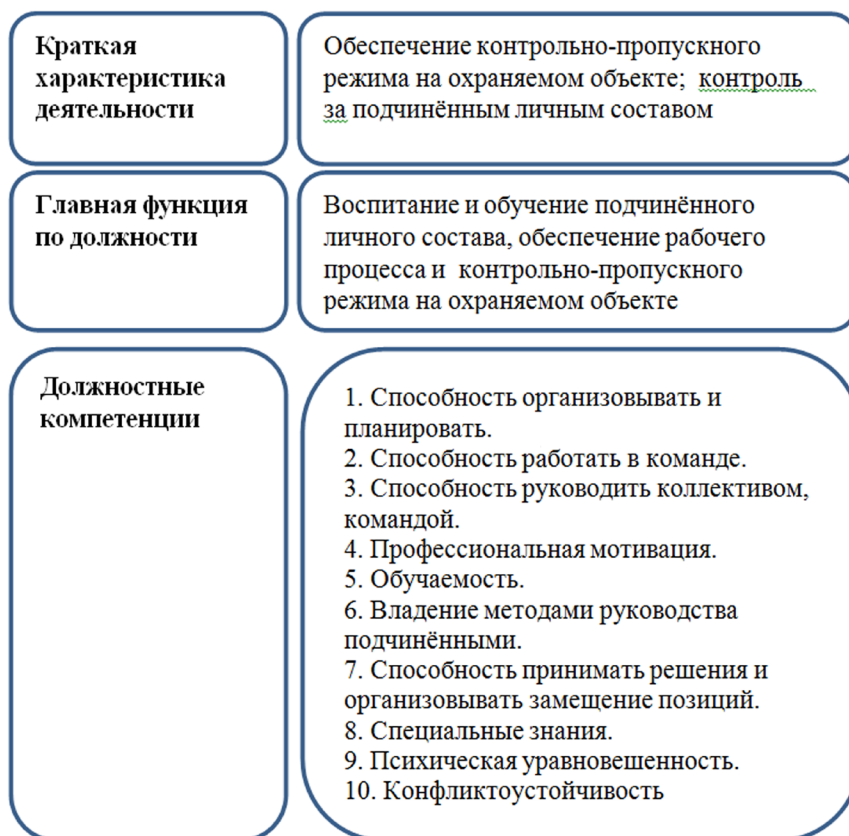 Краткая
характеристика
деятельности
Обеспечение контрольно-пропускного
режима на охраняемом объекте; контроль
за подчинённым личным составом
Главная функция
по должности
Воспитание и обучение подчинённого
личного состава, обеспечение рабочего
процесса и контрольно-пропускного
режима на охраняемом объекте
Должностные
компетенции
1. Способность организовывать и
планировать.
2. Способность работать в команде.
3. Способность руководить коллективом,
командой.
4. Профессиональная мотивация.
5. Обучаемость.
6. Владение методами руководства
подчинёнными.
7. Способность принимать решения и
организовывать замещение позиций.
8. Специальные знания.
9. Психическая уравновешенность.
10. Конфликтоустойчивость